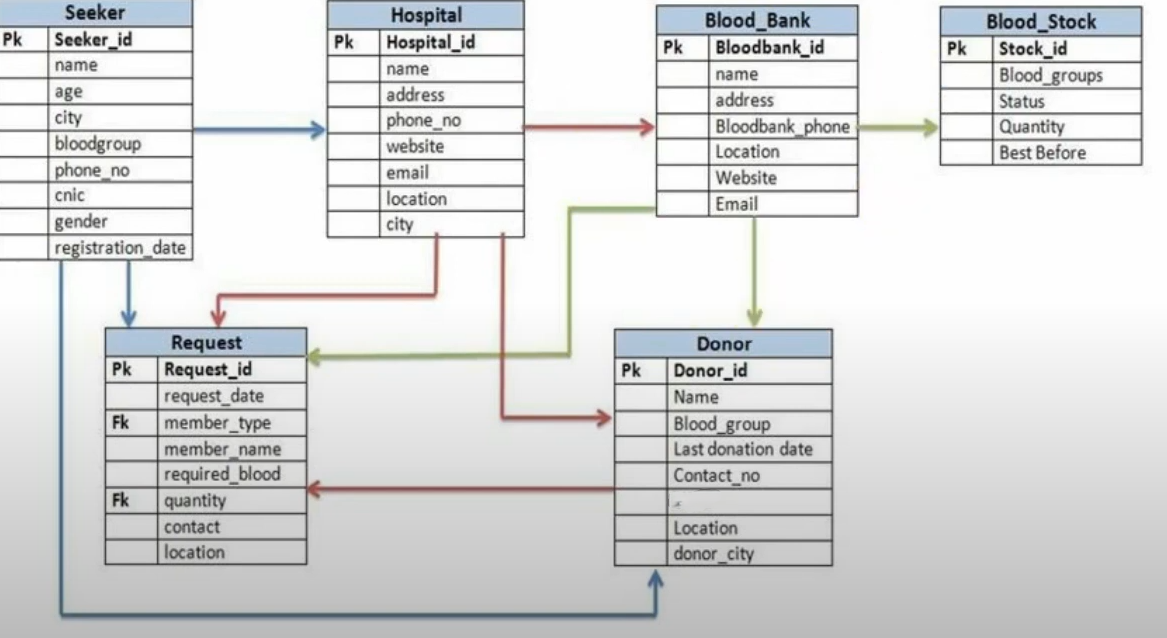 Seeker
Pk Seeker_id
name
age
city
bloodgroup
phone_no
cnic
gender
registration_date
Hospital
Pk Hospital_id
name
address
phone_no
website
email
location
city
Blood_Bank
Pk Bloodbank_id
name
address
Bloodbank_phone
Location
Website
Email
Blood_Stock
Pk Stock_id
Blood_groups
Status
Quantity
Best Before
Request
Pk Request_id
request_date
Fk member_type
member_name
required_blood
Fk quantity
contact
location
Donor
Pk Donor_id
Name
Blood_group
Last donation date
Contact_no
Location
donor_city